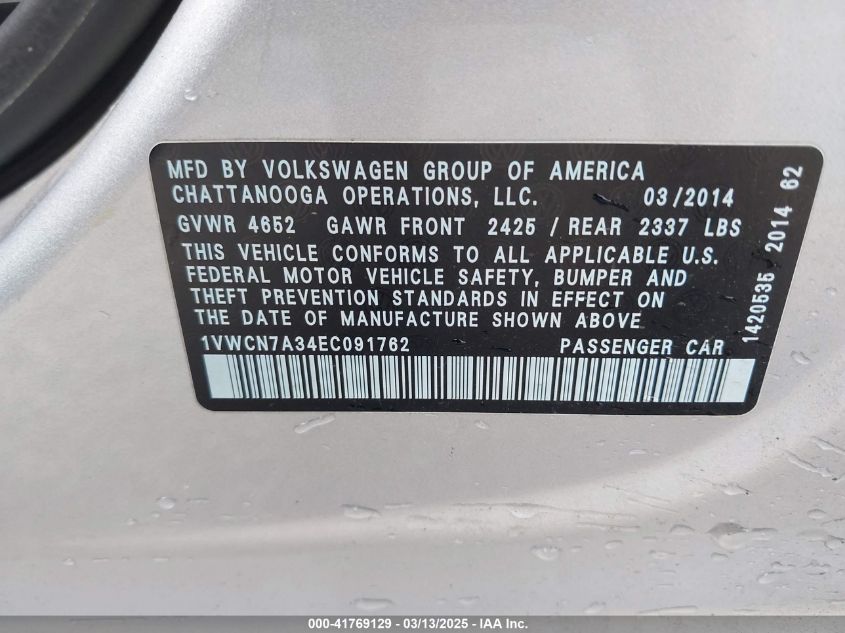 MFD BY VOLKSWAGEN GROUP OF AMERICA
CHATTANOOGA OPERATIONS, LLC. 03/2014
GVWR 4652 GAWR FRONT 2425 / REAR 2337 LBS
THIS VEHICLE CONFORMS TO ALL APPLICABLE U.S.
FEDERAL MOTOR VEHICLE SAFETY, BUMPER AND
THEFT PREVENTION STANDARDS IN EFFECT ON
THE DATE OF MANUFACTURE SHOWN ABOVE
1VWCN7A34EC091762 PASSENGER CAR
1420535 2014 62
000-41769129 - 03/13/2025 - IAA Inc.